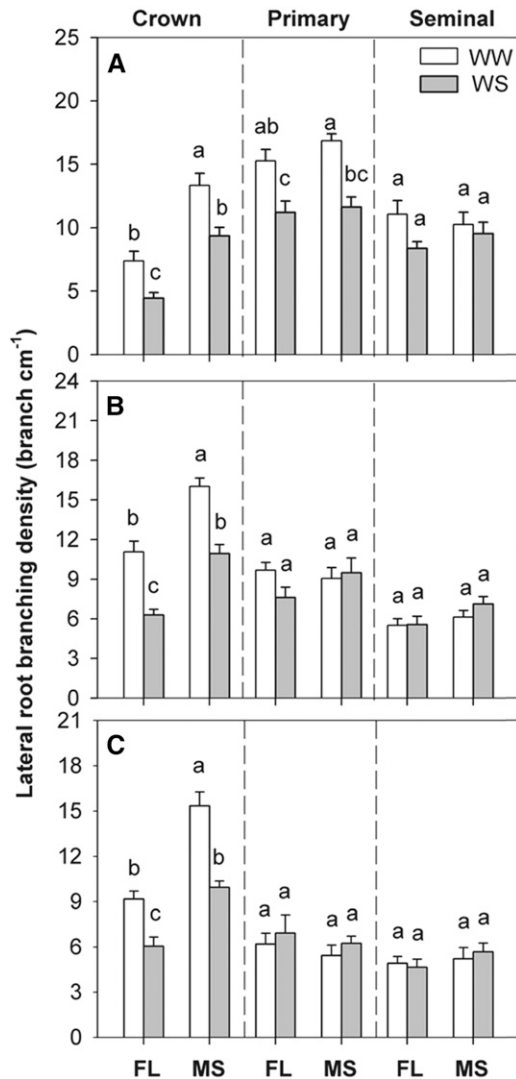 Crown Primary Seminal
A
WW
WS
25
20
15
10
5
0
b c a b ab c a bc a a a a
B
24
21
18
15
12
9
6
3
0
b c a b a a a a a a a a
C
21
18
15
12
9
6
3
0
b c a b a a a a a a a a
FL MS FL MS FL MS
Lateral root branching density (branch cm⁻¹)